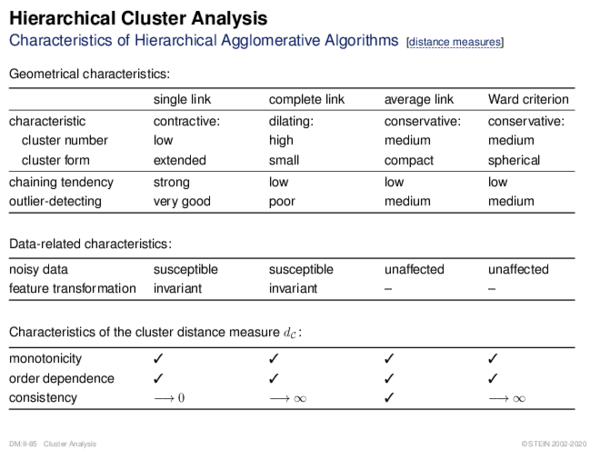 Hierarchical Cluster Analysis
Characteristics of Hierarchical Agglomerative Algorithms [distance measures]
Geometrical characteristics:
single link complete link average link Ward criterion
characteristic contractive: dilating: conservative: conservative:
cluster number low high medium medium
cluster form extended small compact spherical
chaining tendency strong low low low
outlier-detecting very good poor medium medium
Data-related characteristics:
noisy data susceptible susceptible unaffected unaffected
feature transformation invariant invariant – –
Characteristics of the cluster distance measure d_C:
monotonicity ✓ ✓ ✓ ✓
order dependence ✓ ✓ ✓ ✓
consistency ⟶ 0 ⟶ ∞ ✓ ⟶ ∞
DM:II-85 Cluster Analysis ©STEIN 2002-2020